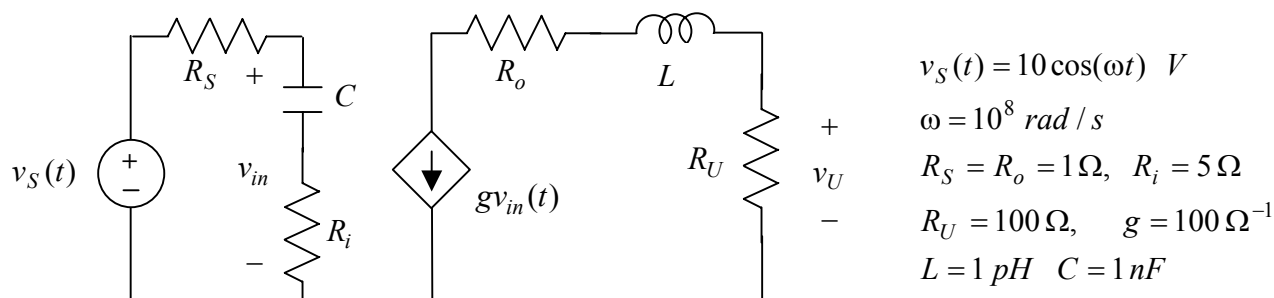 R_S
+
C
v_S(t)
+
−
v_in
R_i
−
R_o
L
gv_in(t)
R_U
+
v_U
−
v_S(t) = 10 cos(ωt) V
ω = 10^8 rad / s
R_S = R_o = 1 Ω, R_i = 5 Ω
R_U = 100 Ω, g = 100 Ω^−1
L = 1 pH C = 1 nF